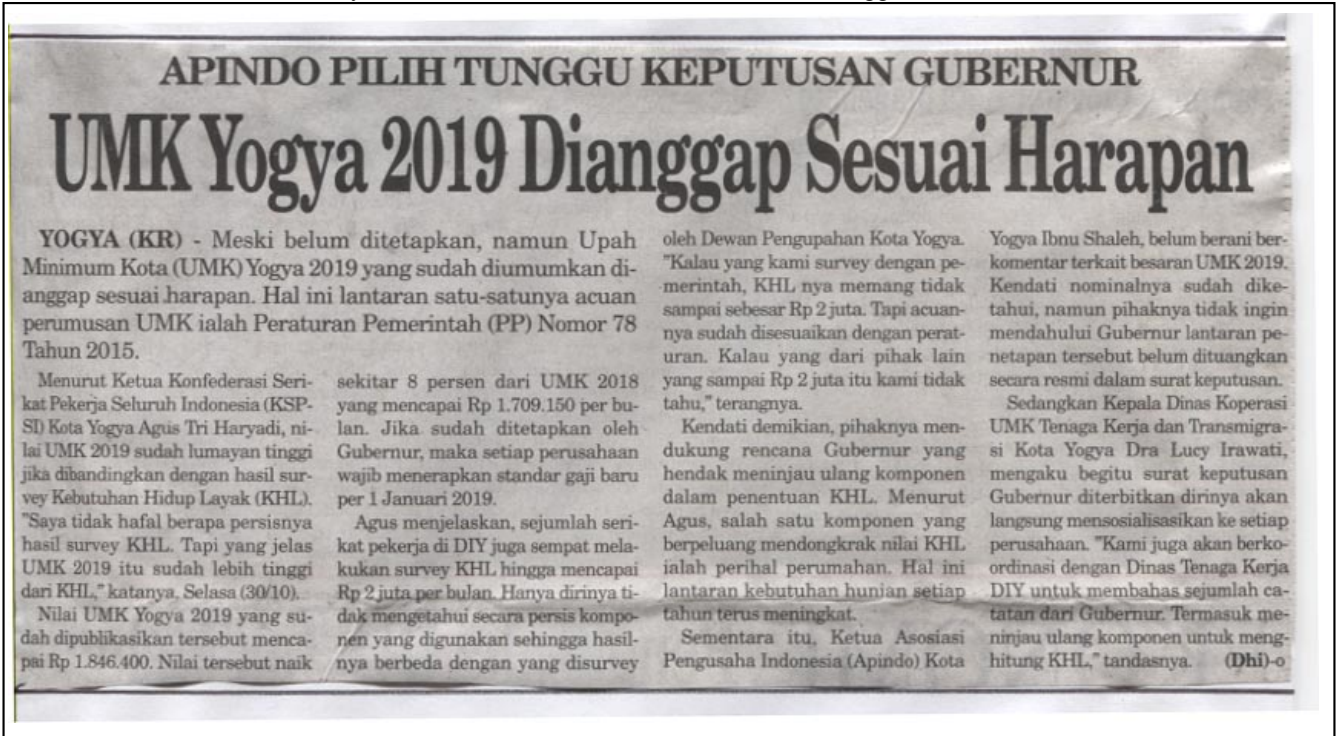 APINDO PILIH TUNGGU KEPUTUSAN GUBERNUR
UMK Yogya 2019 Dianggap Sesuai Harapan
YOGYA (KR) - Meski belum ditetapkan, namun Upah
Minimum Kota (UMK) Yogya 2019 yang sudah diumumkan di-
anggap sesuai harapan. Hal ini lantaran satu-satunya acuan
perumusan UMK ialah Peraturan Pemerintah (PP) Nomor 78
Tahun 2015.
Menurut Ketua Konfederasi Seri-
kat Pekerja Seluruh Indonesia (KSP-
SI) Kota Yogya Agus Tri Haryadi, ni-
lai UMK 2019 sudah lumayan tinggi
jika dibandingkan dengan hasil sur-
vey Kebutuhan Hidup Layak (KHL).
"Saya tidak hafal berapa persisnya
hasil survey KHL. Tapi yang jelas
UMK 2019 itu sudah lebih tinggi
dari KHL," katanya, Selasa (30/10).
Nilai UMK Yogya 2019 yang su-
dah dipublikasikan tersebut menca-
pai Rp 1.846.400. Nilai tersebut naik
sekitar 8 persen dari UMK 2018
yang mencapai Rp 1.709.150 per bu-
lan. Jika sudah ditetapkan oleh
Gubernur, maka setiap perusahaan
wajib menerapkan standar gaji baru
per 1 Januari 2019.
Agus menjelaskan, sejumlah seri-
kat pekerja di DIY juga sempat mela-
kukan survey KHL hingga mencapai
Rp 2 juta per bulan. Hanya dirinya ti-
dak mengetahui secara persis kompo-
nen yang digunakan sehingga hasil-
nya berbeda dengan yang disurvey
oleh Dewan Pengupahan Kota Yogya.
"Kalau yang kami survey dengan pe-
merintah, KHL nya memang tidak
sampai sebesar Rp 2 juta. Tapi acuan-
nya sudah disesuaikan dengan perat-
uran. Kalau yang dari pihak lain
yang sampai Rp 2 juta itu kami tidak
tahu," terangnya.
Kendati demikian, pihaknya men-
dukung rencana Gubernur yang
hendak meninjau ulang komponen
dalam penentuan KHL. Menurut
Agus, salah satu komponen yang
berpeluang mendongkrak nilai KHL
ialah perihal perumahan. Hal ini
lantaran kebutuhan hunian setiap
tahun terus meningkat.
Sementara itu, Ketua Asosiasi
Pengusaha Indonesia (Apindo) Kota
Yogya Ibnu Shaleh, belum berani ber-
komentar terkait besaran UMK 2019.
Kendati nominalnya sudah dike-
tahui, namun pihaknya tidak ingin
mendahului Gubernur lantaran pe-
netapan tersebut belum dituangkan
secara resmi dalam surat keputusan.
Sedangkan Kepala Dinas Koperasi
UMK Tenaga Kerja dan Transmigra-
si Kota Yogya Dra Lucy Irawati,
mengaku begitu surat keputusan
Gubernur diterbitkan dirinya akan
langsung mensosialisasikan ke setiap
perusahaan. "Kami juga akan berko-
ordinasi dengan Dinas Tenaga Kerja
DIY untuk membahas sejumlah ca-
tatan dari Gubernur. Termasuk me-
ninjau ulang komponen untuk meng-
hitung KHL," tandasnya. (Dhi)-o